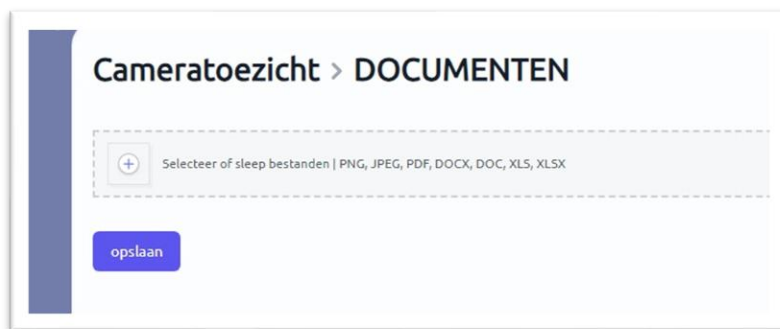 Cameratoezicht > DOCUMENTEN
Selecteer of sleep bestanden | PNG, JPEG, PDF, DOCX, DOC, XLS, XLSX
opslaan